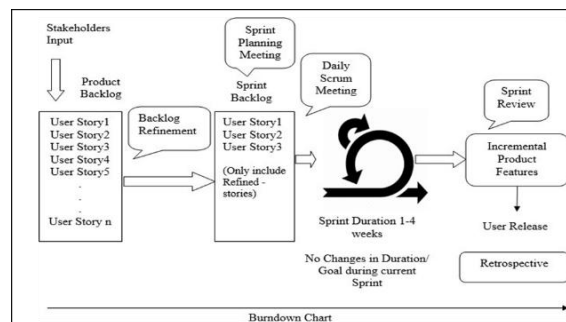 Stakeholders
Input
Product
Backlog
User Story1
User Story2
User Story3
User Story4
User Story5
.
.
.
User Story n
Backlog
Refinement
Sprint
Planning
Meeting
Sprint
Backlog
User Story1
User Story2
User Story3
(Only include
Refined -
stories)
Daily
Scrum
Meeting
Sprint Duration 1-4
weeks
No Changes in Duration/
Goal during current
Sprint
Sprint
Review
Incremental
Product
Features
User Release
Retrospective
Burndown Chart